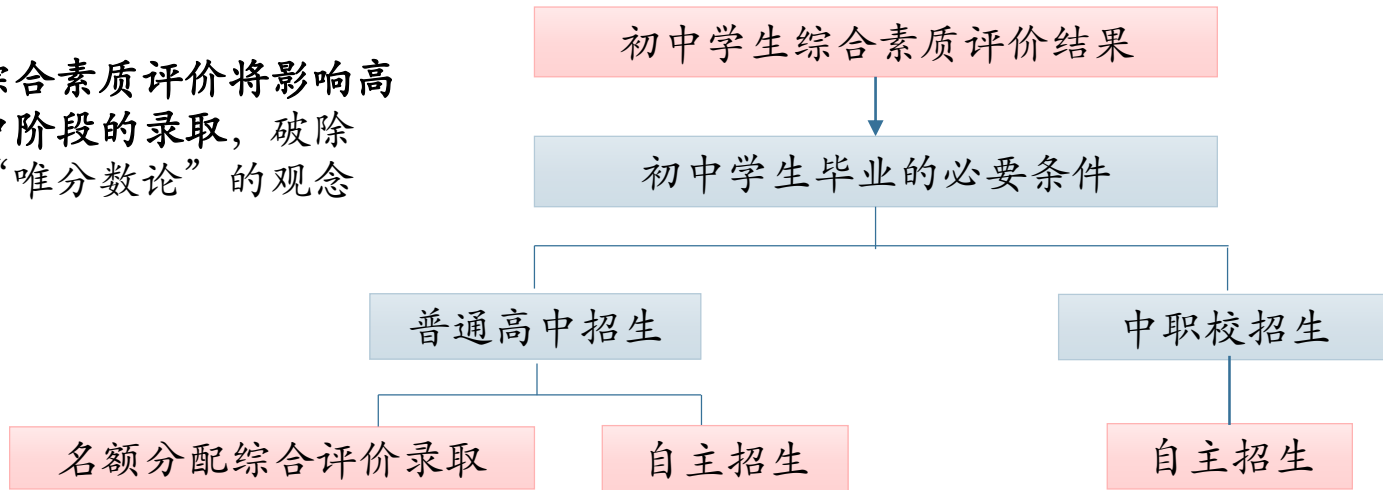 初中学生综合素质评价结果
综合素质评价将影响高
中阶段的录取，破除
“唯分数论”的观念
初中学生毕业的必要条件
普通高中招生
中职校招生
名额分配综合评价录取
自主招生
自主招生